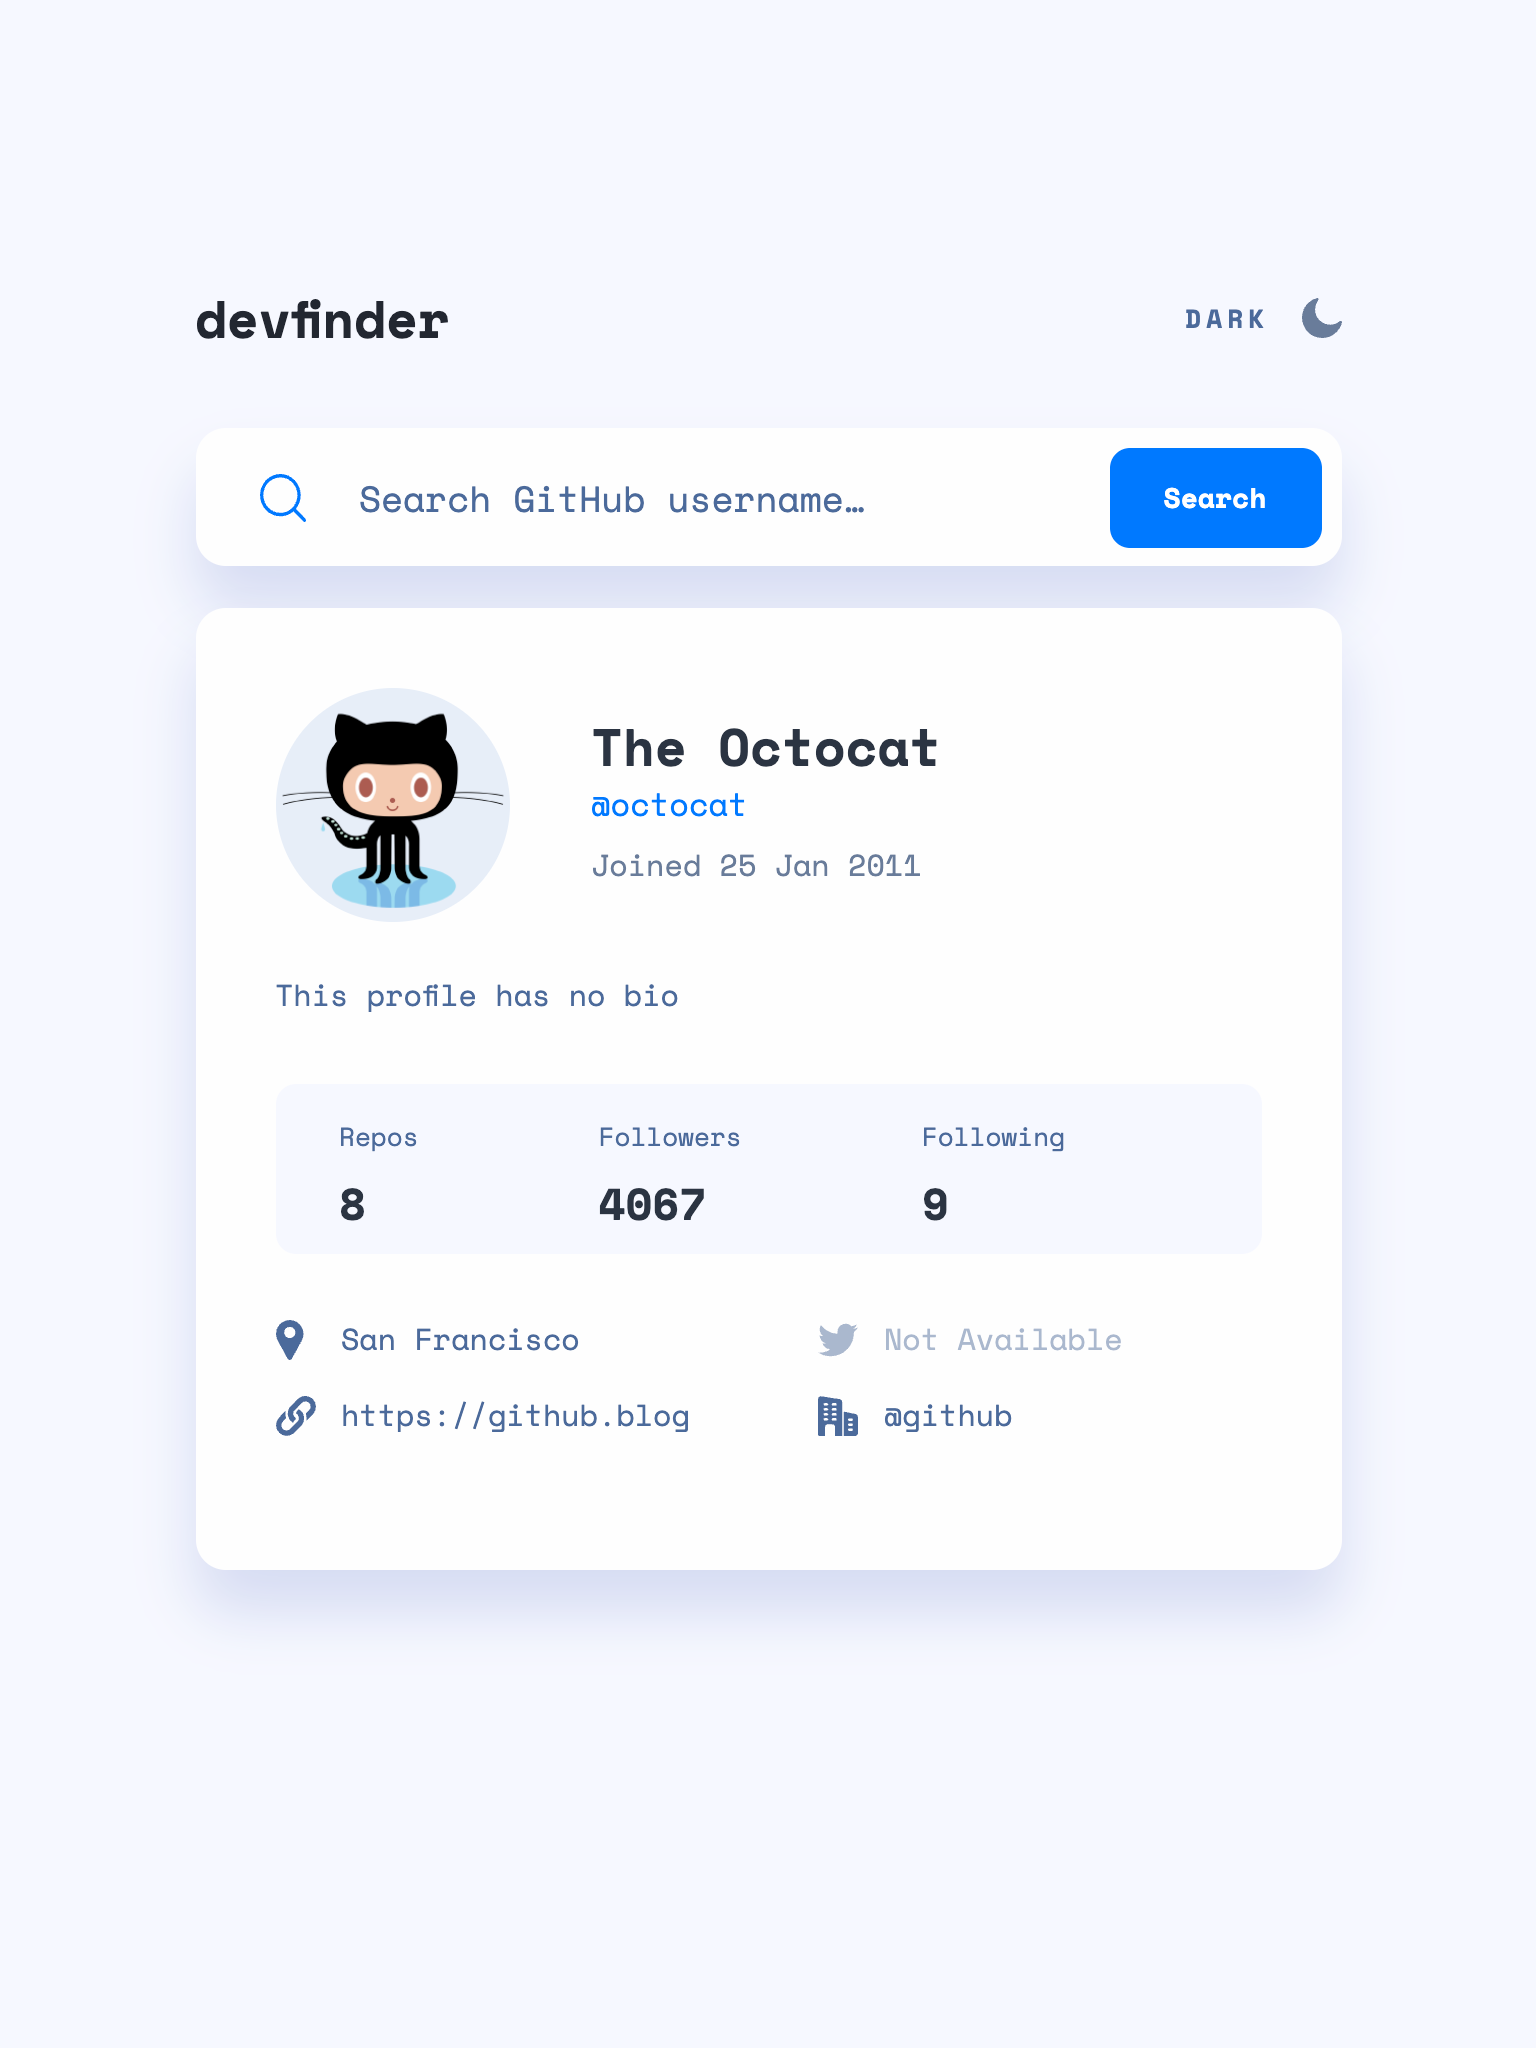 devfinder
DARK
Search GitHub username…
Search
The Octocat
@octocat
Joined 25 Jan 2011
This profile has no bio
Repos Followers Following
8 4067 9
San Francisco Not Available
https://github.blog @github